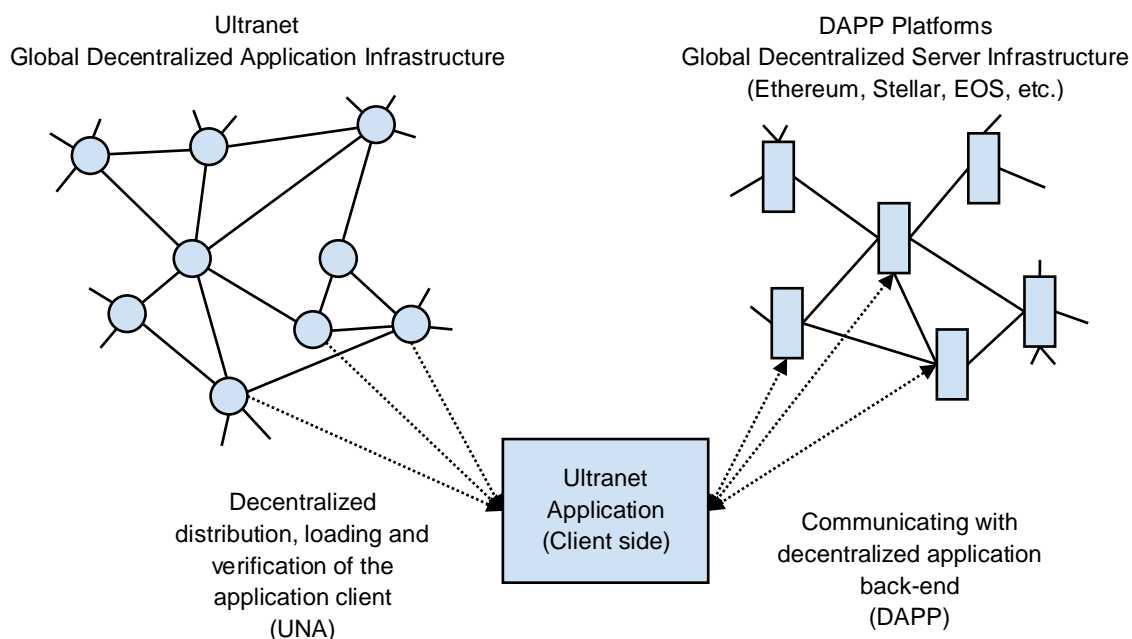 Ultranet
Global Decentralized Application Infrastructure
DAPP Platforms
Global Decentralized Server Infrastructure
(Ethereum, Stellar, EOS, etc.)
Ultranet
Application
(Client side)
Decentralized
distribution, loading and
verification of the
application client
(UNA)
Communicating with
decentralized application
back-end
(DAPP)